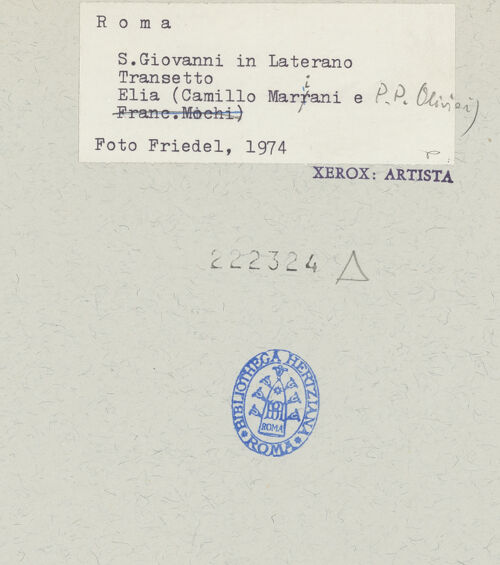 R o m a
S.Giovanni in Laterano
Transetto
Elia (Camillo Mariani e P.P. Olivieri)
Franc.Mochi)
Foto Friedel, 1974
P.
XEROX: ARTISTA
222324
BIBLIOTHECA HERTZIANA
ROMA
ROMA